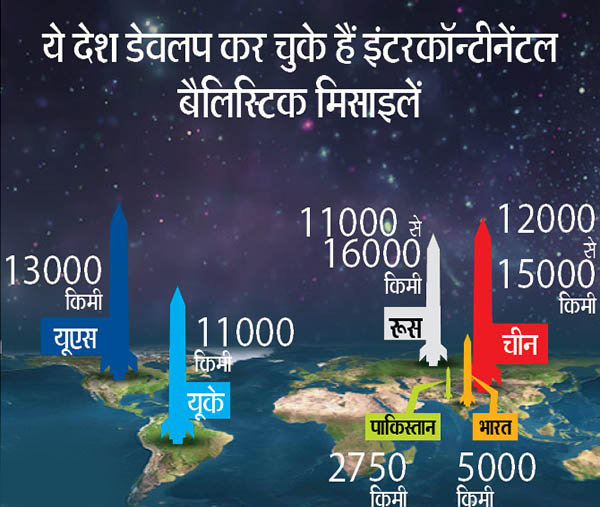 ये देश डेवलप कर चुके हैं इंटरकॉन्टीनेंटल
बैलिस्टिक मिसाइलें
13000
किमी
यूएस
11000
किमी
यूके
11000 से
16000
किमी
रूस
12000
से
15000
किमी
चीन
पाकिस्तान
2750
किमी
भारत
5000
किमी